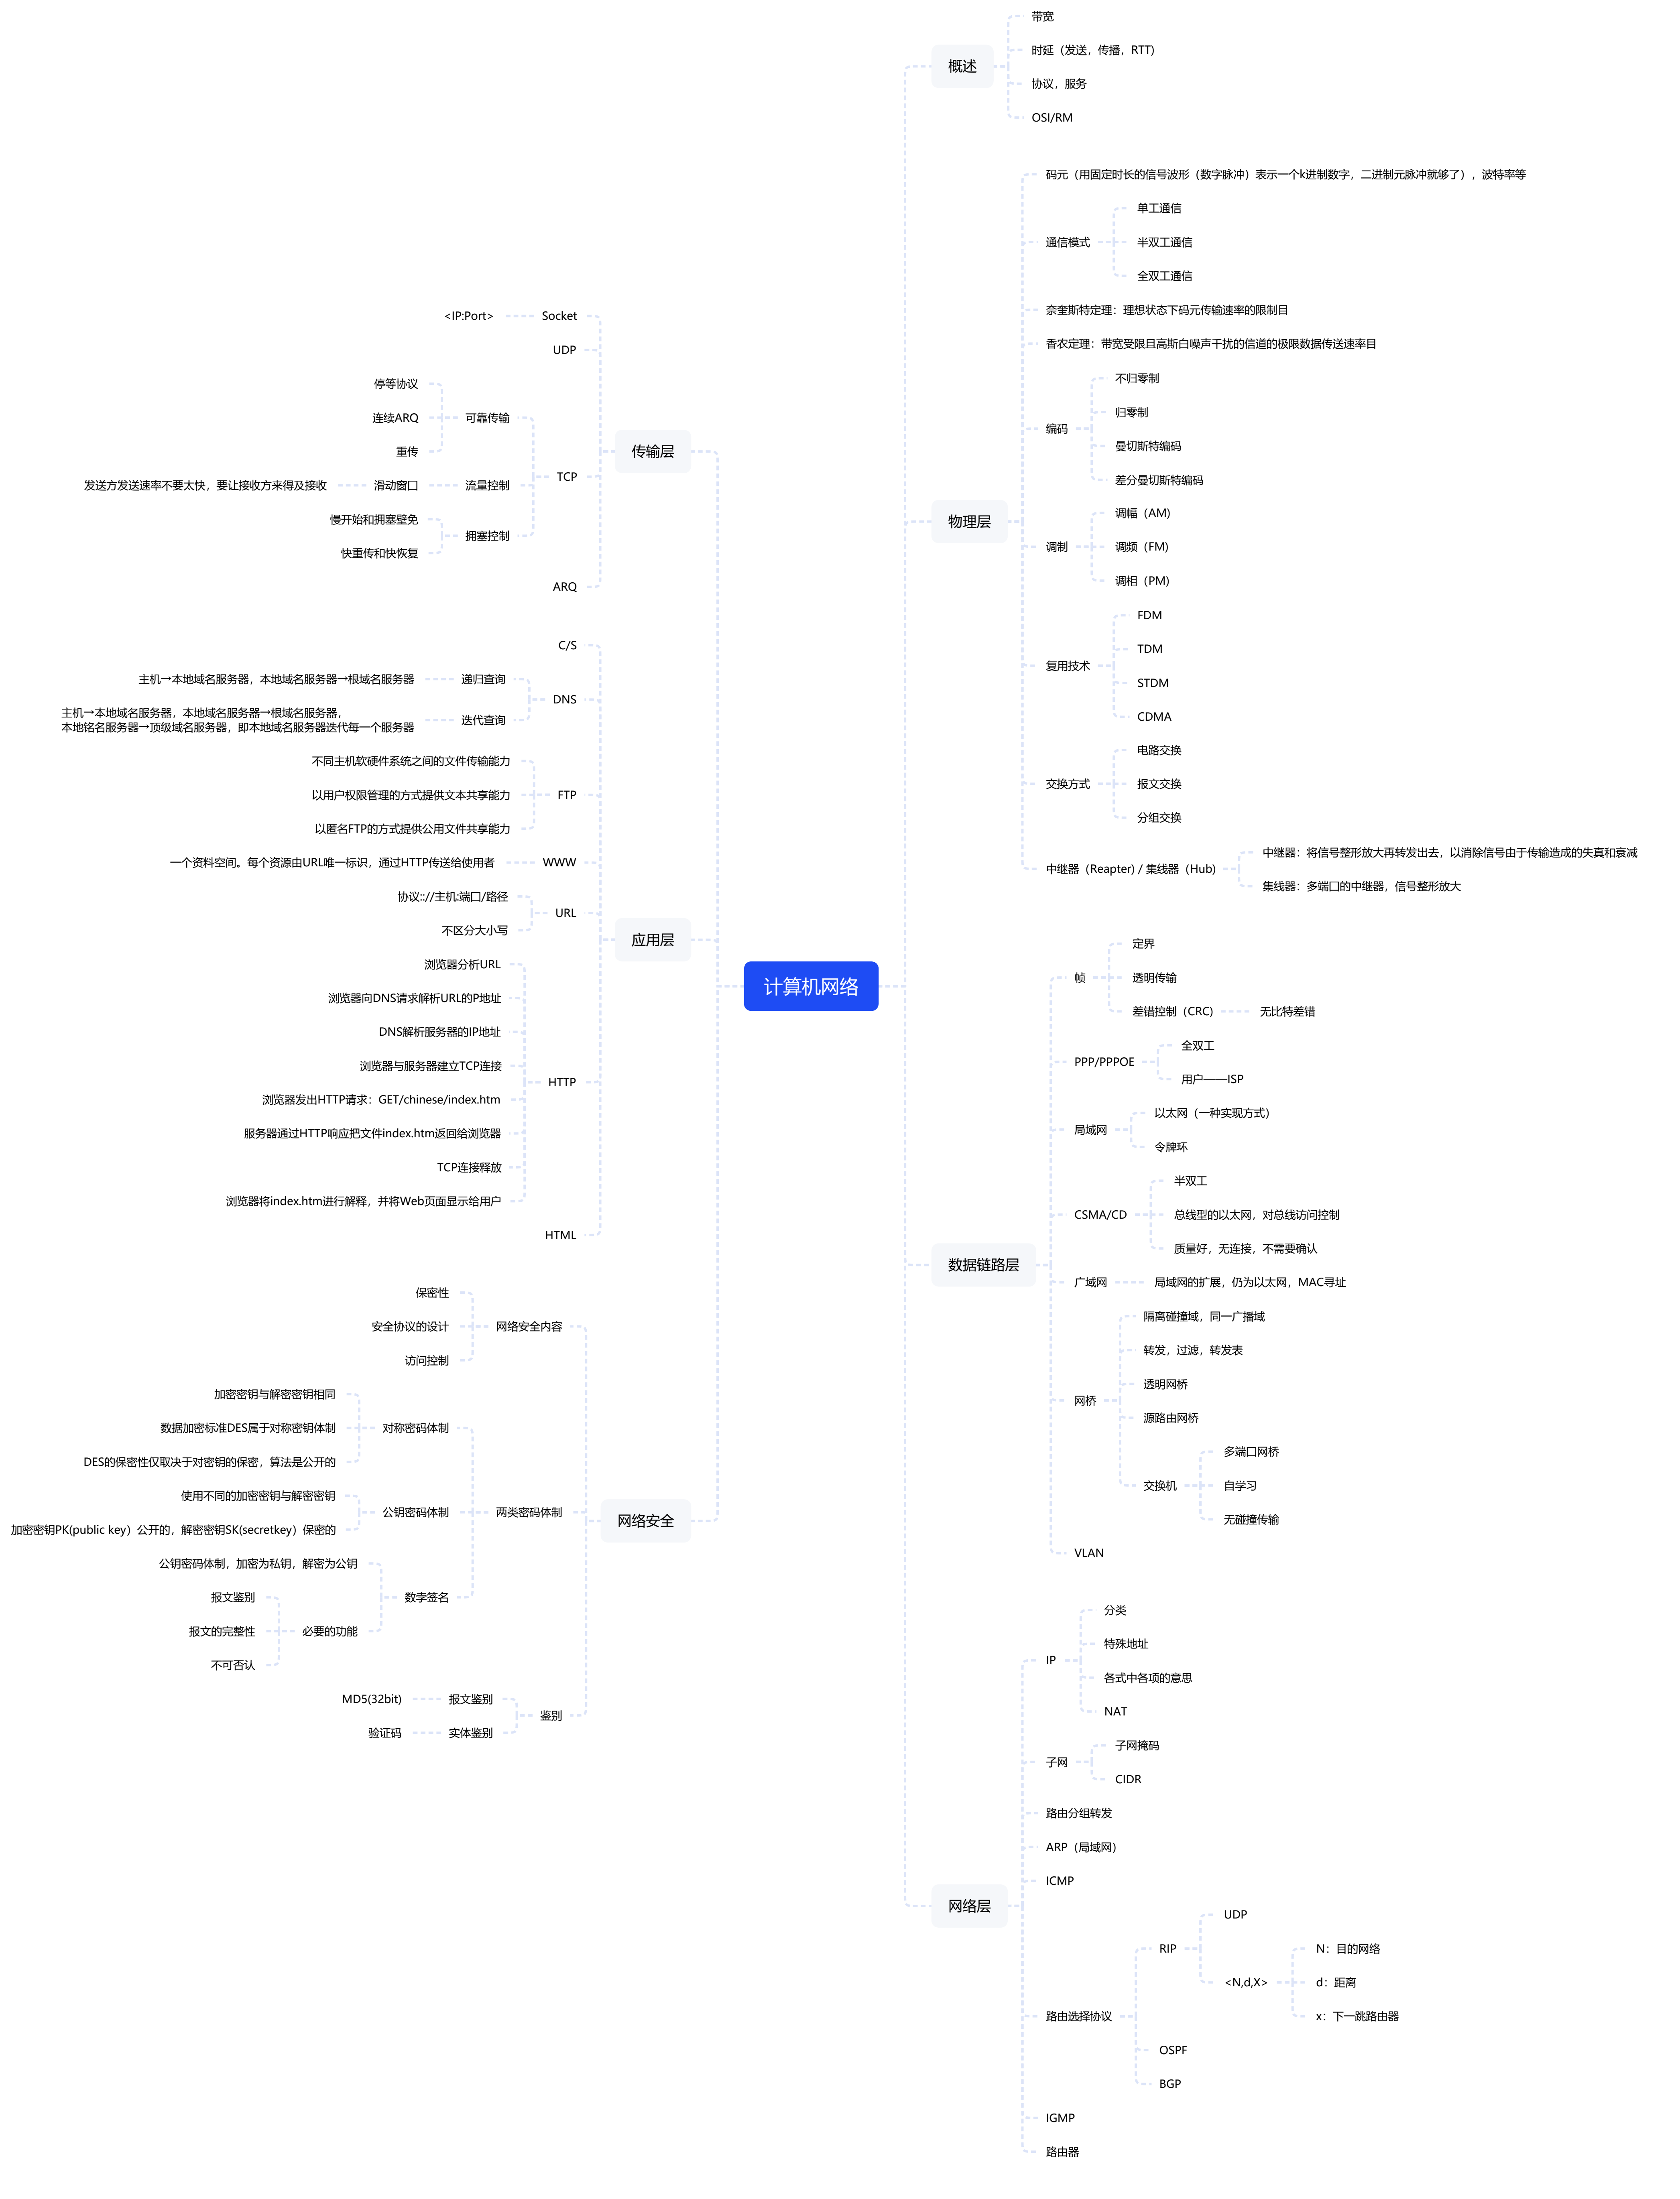 计算机网络
概述
带宽
时延（发送，传播，RTT）
协议，服务
OSI/RM
物理层
码元（用固定时长的信号波形（数字脉冲）表示一个k进制数字，二进制元脉冲就够了），波特率等
通信模式
单工通信
半双工通信
全双工通信
奈奎斯特定理：理想状态下码元传输速率的限制目
香农定理：带宽受限且高斯白噪声干扰的信道的极限数据传送速率目
编码
不归零制
归零制
曼切斯特编码
差分曼切斯特编码
调制
调幅（AM）
调频（FM）
调相（PM）
复用技术
FDM
TDM
STDM
CDMA
交换方式
电路交换
报文交换
分组交换
中继器（Reapter) / 集线器（Hub)
中继器：将信号整形放大再转发出去，以消除信号由于传输造成的失真和衰减
集线器：多端口的中继器，信号整形放大
数据链路层
帧
定界
透明传输
差错控制（CRC)
无比特差错
PPP/PPPOE
全双工
用户——ISP
局域网
以太网（一种实现方式）
令牌环
CSMA/CD
半双工
总线型的以太网，对总线访问控制
质量好，无连接，不需要确认
广域网
局域网的扩展，仍为以太网，MAC寻址
网桥
隔离碰撞域，同一广播域
转发，过滤，转发表
透明网桥
源路由网桥
交换机
多端口网桥
自学习
无碰撞传输
VLAN
网络层
IP
分类
特殊地址
各式中各项的意思
NAT
子网
子网掩码
CIDR
路由分组转发
ARP（局域网）
ICMP
路由选择协议
RIP
UDP
<N,d,X>
N：目的网络
d：距离
x：下一跳路由器
OSPF
BGP
IGMP
路由器
传输层
Socket
<IP:Port>
UDP
TCP
可靠传输
停等协议
连续ARQ
重传
流量控制
滑动窗口
发送方发送速率不要太快，要让接收方来得及接收
拥塞控制
慢开始和拥塞壁免
快重传和快恢复
ARQ
应用层
C/S
DNS
递归查询
主机→本地域名服务器，本地域名服务器→根域名服务器
迭代查询
主机→本地域名服务器，本地域名服务器→根域名服务器，
本地铭名服务器→顶级域名服务器，即本地域名服务器迭代每一个服务器
FTP
不同主机软硬件系统之间的文件传输能力
以用户权限管理的方式提供文本共享能力
以匿名FTP的方式提供公用文件共享能力
WWW
一个资料空间。每个资源由URL唯一标识，通过HTTP传送给使用者
URL
协议:://主机:端口/路径
不区分大小写
HTTP
浏览器分析URL
浏览器向DNS请求解析URL的P地址
DNS解析服务器的IP地址
浏览器与服务器建立TCP连接
浏览器发出HTTP请求：GET/chinese/index.htm
服务器通过HTTP响应把文件index.htm返回给浏览器
TCP连接释放
浏览器将index.htm进行解释，并将Web页面显示给用户
HTML
网络安全
网络安全内容
保密性
安全协议的设计
访问控制
两类密码体制
对称密码体制
加密密钥与解密密钥相同
数据加密标准DES属于对称密钥体制
DES的保密性仅取决于对密钥的保密，算法是公开的
公钥密码体制
使用不同的加密密钥与解密密钥
加密密钥PK(public key）公开的，解密密钥SK(secretkey）保密的
数孛签名
公钥密码体制，加密为私钥，解密为公钥
必要的功能
报文鉴别
报文的完整性
不可否认
鉴别
报文鉴别
MD5(32bit)
实体鉴别
验证码